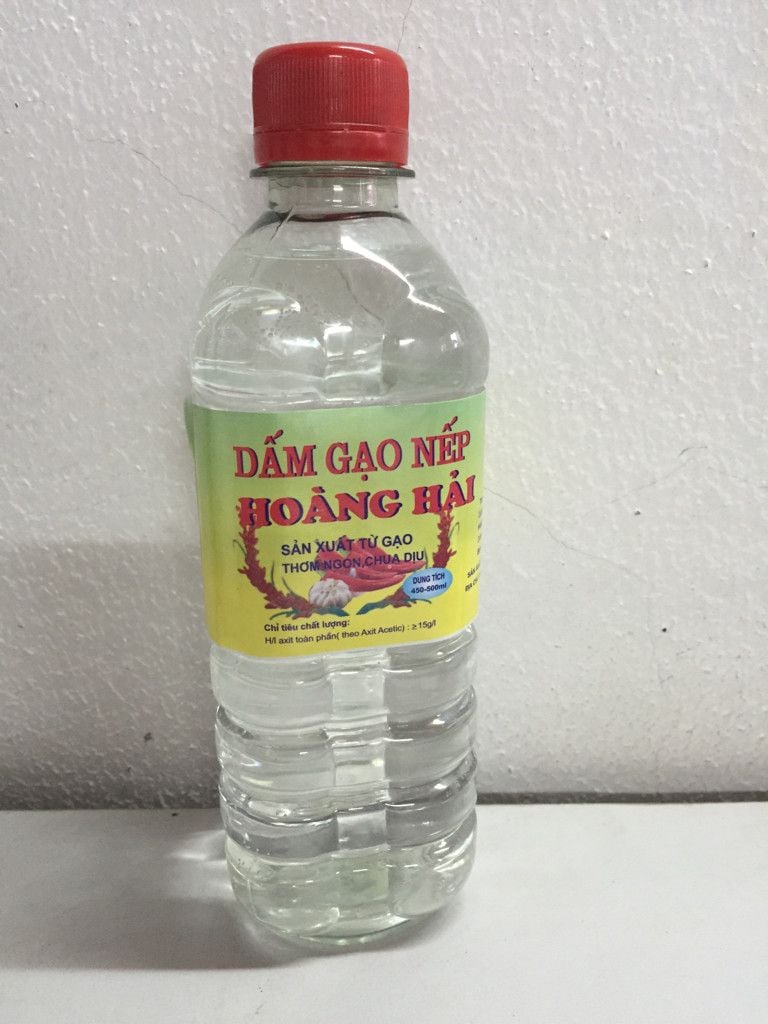 DẤM GẠO NẾP
HOÀNG HẢI
SẢN XUẤT TỪ GẠO
THƠM NGON,CHUA DỊU
DUNG TÍCH
450-500ml
Chỉ tiêu chất lượng:
H/l axit toàn phần( theo Axit Acetic) : ≥ 15g/l